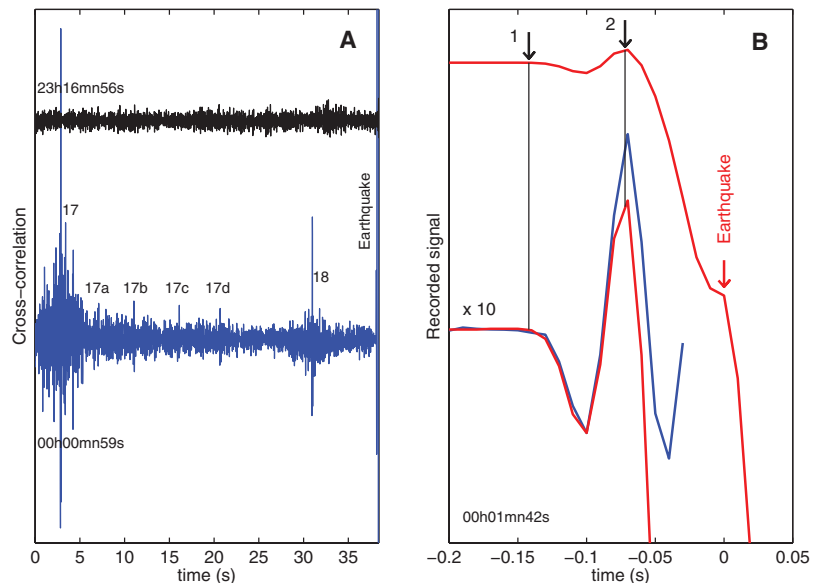 A
23h16mn56s
17
17a
17b
17c
17d
18
Earthquake
00h00mn59s
Cross−correlation
0
5
10
15
20
25
30
35
time (s)
B
1
2
Earthquake
x 10
00h01mn42s
Recorded signal
−0.2
−0.15
−0.1
−0.05
0
0.05
time (s)